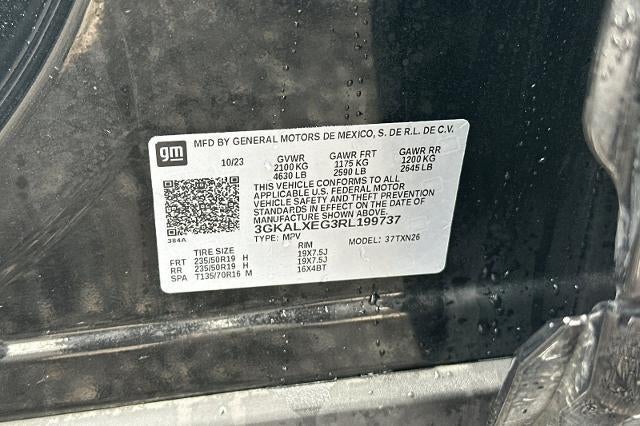 gm
MFD BY GENERAL MOTORS DE MEXICO, S. DE R.L. DE C.V.
10/23 GVWR GAWR FRT GAWR RR
2100 KG 1175 KG 1200 KG
4630 LB 2590 LB 2645 LB
THIS VEHICLE CONFORMS TO ALL
APPLICABLE U.S. FEDERAL MOTOR
VEHICLE SAFETY AND THEFT PREVENTION
STANDARDS IN EFFECT ON THE DATE OF
MANUFACTURE SHOWN ABOVE.
3GKALXEG3RL199737
TYPE: MPV MODEL: 37TXN26
384A
TIRE SIZE RIM
FRT 235/50R19 H 19X7.5J
RR 235/50R19 H 19X7.5J
SPA T135/70R16 M 16X4BT